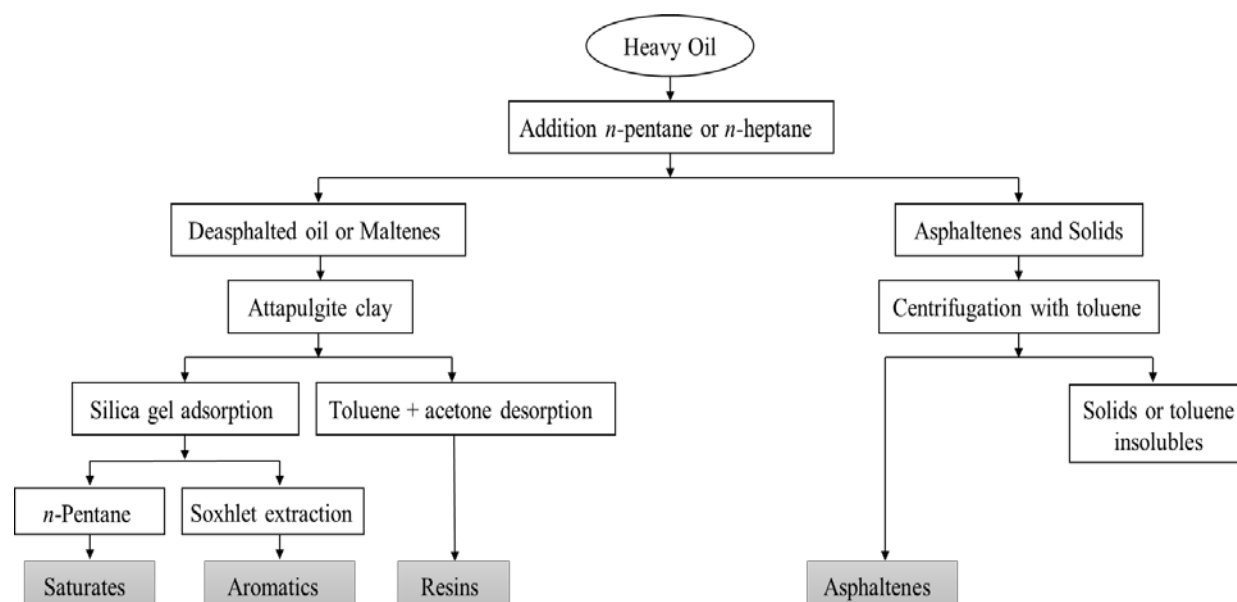 Heavy Oil
Addition n-pentane or n-heptane
Deasphalted oil or Maltenes
Asphaltenes and Solids
Attapulgite clay
Centrifugation with toluene
Silica gel adsorption
Toluene + acetone desorption
Solids or toluene
insolubles
n-Pentane
Soxhlet extraction
Saturates
Aromatics
Resins
Asphaltenes